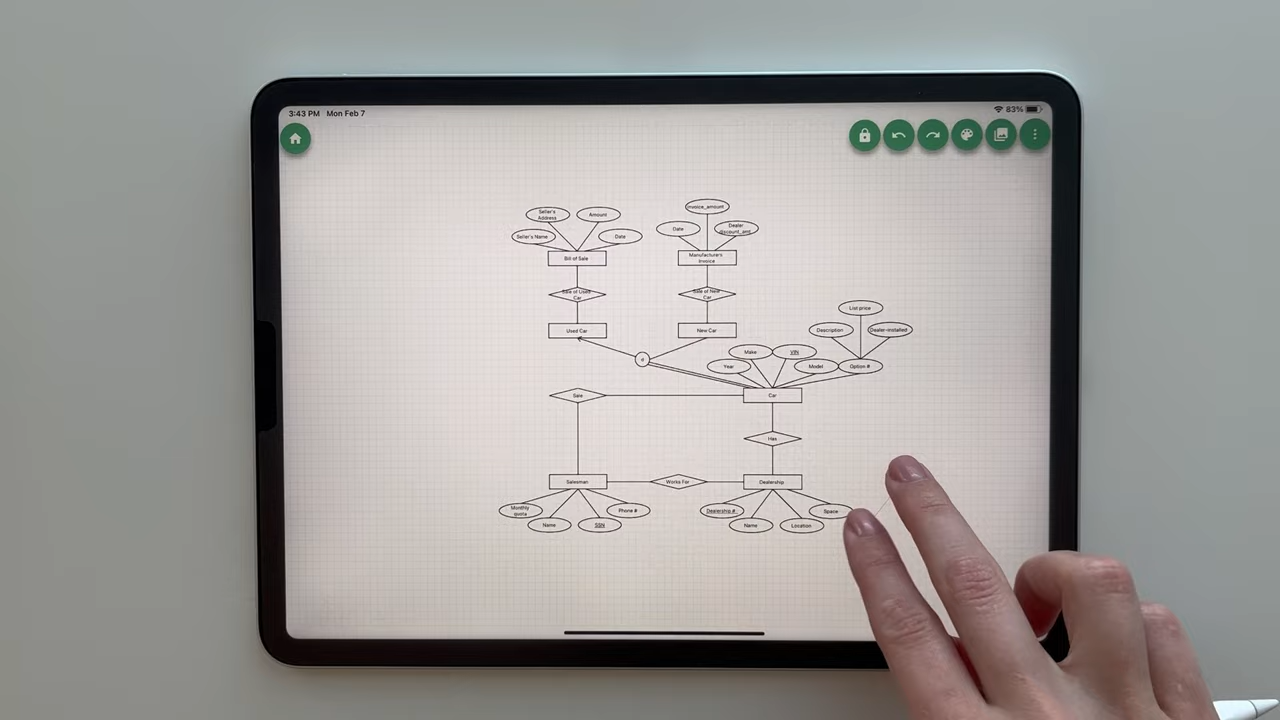 3:43 PM Mon Feb 7
83%
Invoice_amount
Seller's
Address
Amount
Date
Dealer
discount_amt
Seller's Name
Date
Bill of Sale
Manufacture's
Invoice
Sale of Used
Car
Sale of New
Car
List price
Used Car
New Car
Description
Dealer-installed
Make
VIN
d
Year
Model
Option #
Sale
Car
Has
Salesman
Works For
Dealership
Monthly
quota
Phone #
Dealership #
Space
Name
SSN
Name
Location